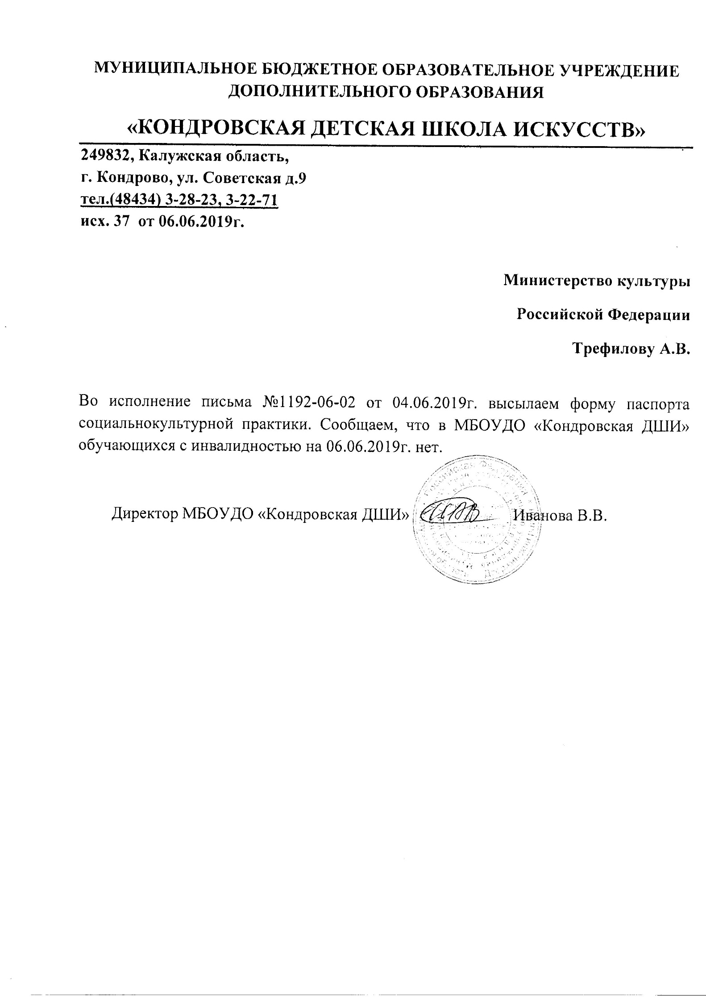 МУНИЦИПАЛЬНОЕ БЮДЖЕТНОЕ ОБРАЗОВАТЕЛЬНОЕ УЧРЕЖДЕНИЕ
ДОПОЛНИТЕЛЬНОГО ОБРАЗОВАНИЯ
«КОНДРОВСКАЯ ДЕТСКАЯ ШКОЛА ИСКУССТВ»
249832, Калужская область,
г. Кондрово, ул. Советская д.9
тел.(48434) 3-28-23, 3-22-71
исх. 37 от 06.06.2019г.
Министерство культуры
Российской Федерации
Трефилову А.В.
Во исполнение письма №1192-06-02 от 04.06.2019г. высылаем форму паспорта
социальнокультурной практики. Сообщаем, что в МБОУДО «Кондровская ДШИ»
обучающихся с инвалидностью на 06.06.2019г. нет.
Директор МБОУДО «Кондровская ДШИ» Иванова В.В.
Российская Федерация